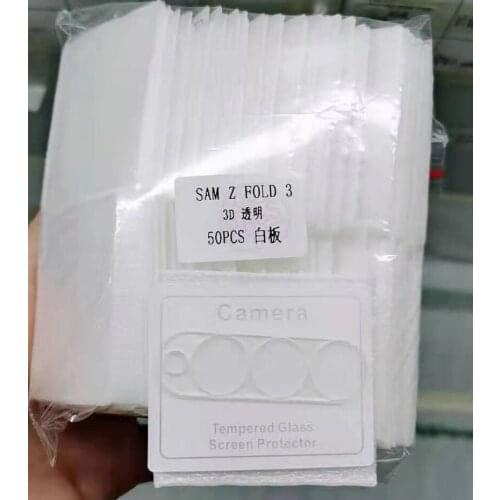 SAM Z FOLD 3
3D 透明
50PCS 白板
Camera
Tempered Glass
Screen Protector